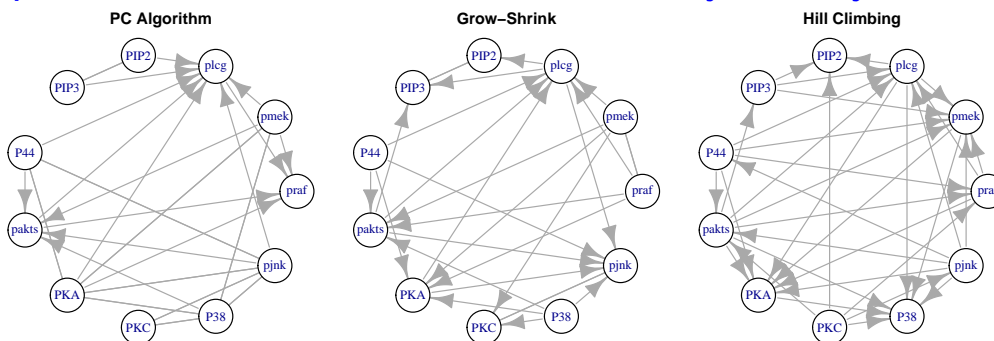 PC Algorithm
PIP2
plcg
PIP3
pmek
P44
praf
pakts
pjnk
PKA
P38
PKC
Grow−Shrink
PIP2
plcg
PIP3
pmek
P44
praf
pakts
pjnk
PKA
P38
PKC
Hill Climbing
PIP2
plcg
PIP3
pmek
P44
pra
pakts
pjnk
PKA
P38
PKC